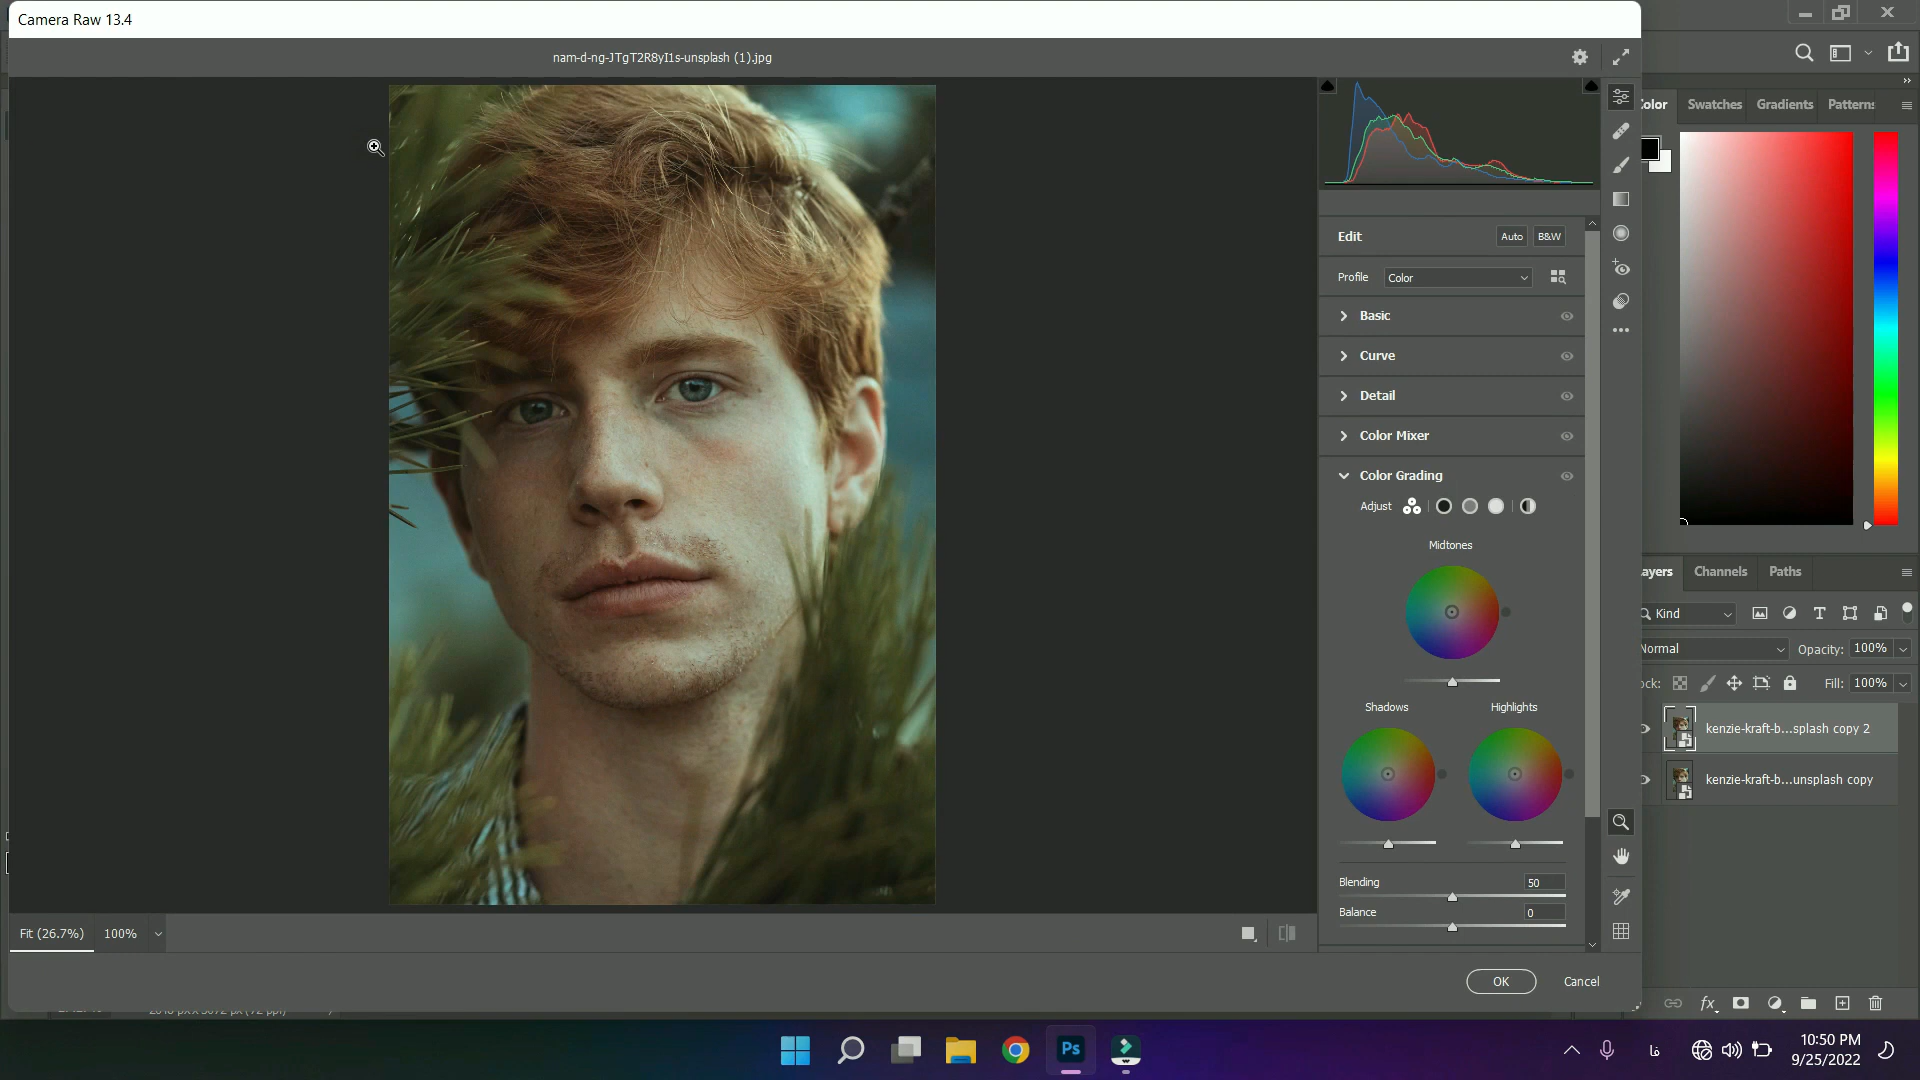 Camera Raw 13.4
nam-d-ng-JTgT2R8yI1s-unsplash (1).jpg
Edit
Auto
B&W
Profile
Color
Basic
Curve
Detail
Color Mixer
Color Grading
Adjust
Midtones
Shadows
Highlights
Blending
50
Balance
0
Fit (26.7%)
100%
OK
Cancel
Swatches
Gradients
Channels
Paths
Kind
Opacity:
100%
Fill:
100%
kenzie-kraft-b...splash copy 2
kenzie-kraft-b...unsplash copy
fx
Ps
فا
10:50 PM
9/25/2022